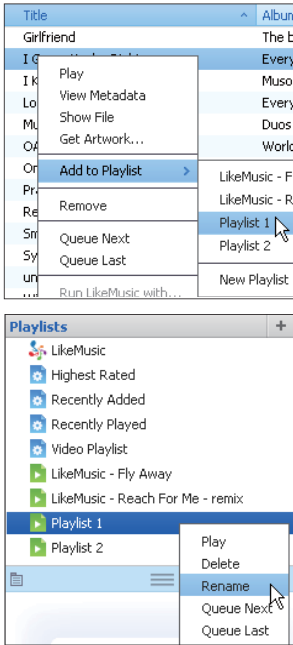 Title Album
Girlfriend The b
I G Every
I K Muso
Lo Every
Mu Duos
OA World
On
Pr
Re
Sm
Sy
un
Play
View Metadata
Show File
Get Artwork...
Add to Playlist >
Remove
Queue Next
Queue Last
Run LikeMusic with...
LikeMusic - F
LikeMusic - R
Playlist 1
Playlist 2
New Playlist
Playlists +
LikeMusic
Highest Rated
Recently Added
Recently Played
Video Playlist
LikeMusic - Fly Away
LikeMusic - Reach For Me - remix
Playlist 1
Playlist 2
Play
Delete
Rename
Queue Next
Queue Last